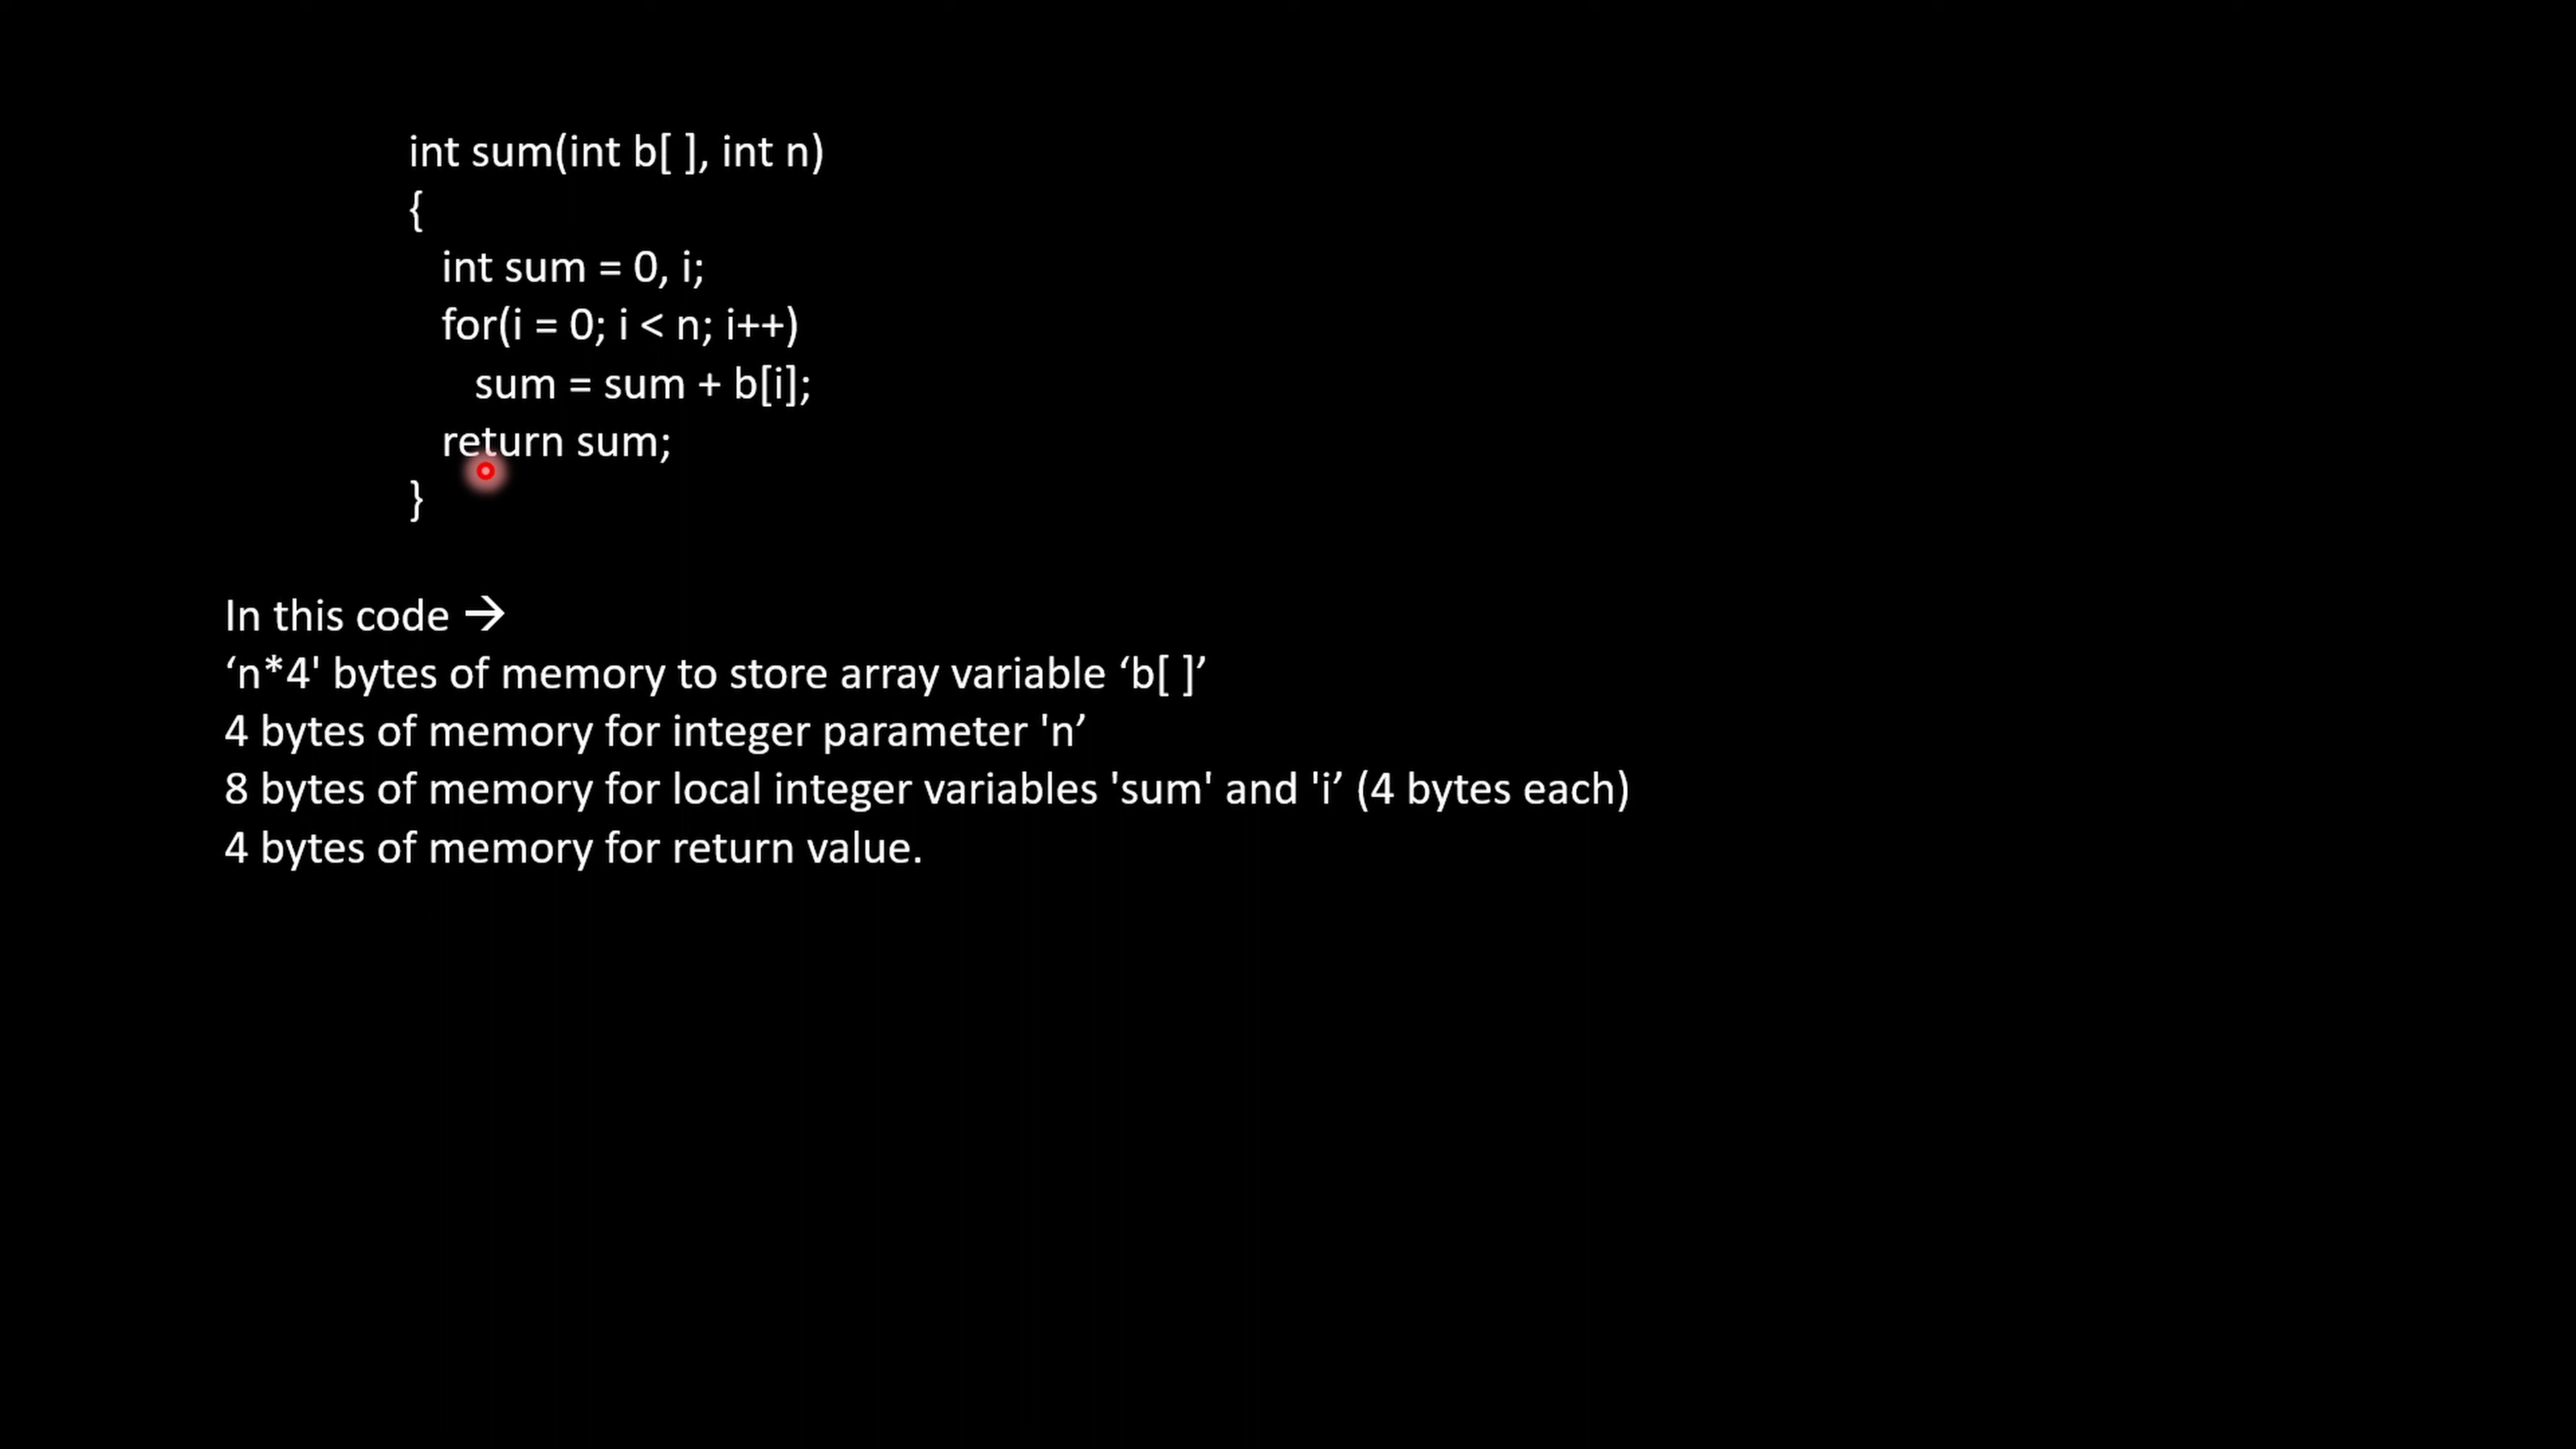 int sum(int b[ ], int n)
{
int sum = 0, i;
for(i = 0; i < n; i++)
sum = sum + b[i];
return sum;
}
In this code →
‘n*4' bytes of memory to store array variable ‘b[ ]’
4 bytes of memory for integer parameter 'n’
8 bytes of memory for local integer variables 'sum' and 'i’ (4 bytes each)
4 bytes of memory for return value.